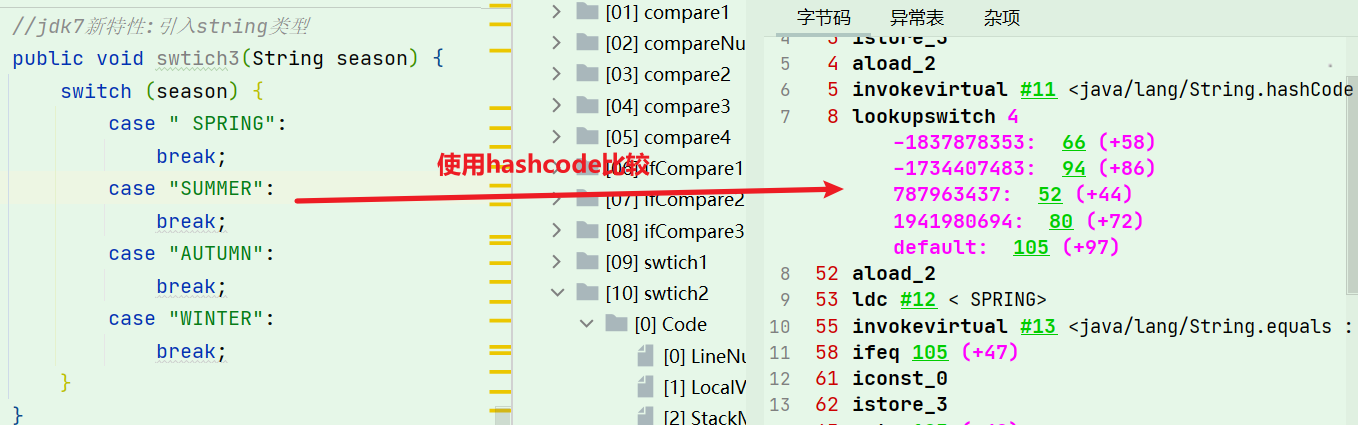 //jdk7新特性:引入string类型
public void swtich3(String season) {
switch (season) {
case " SPRING":
break;
case "SUMMER":
break;
case "AUTUMN":
break;
case "WINTER":
break;
}
}
使用hashcode比较
[01] compare1
[02] compareNu
[03] compare2
[04] compare3
[05] compare4
[06] ifCompare1
[07] ifCompare2
[08] ifCompare3
[09] swtich1
[10] swtich2
[0] Code
[0] LineNu
[1] LocalV
[2] StackM
字节码 异常表 杂项
4 3 istore_3
5 4 aload_2
6 5 invokevirtual #11 <java/lang/String.hashCode
7 8 lookupswitch 4
-1837878353: 66 (+58)
-1734407483: 94 (+86)
787963437: 52 (+44)
1941980694: 80 (+72)
default: 105 (+97)
8 52 aload_2
9 53 ldc #12 < SPRING>
10 55 invokevirtual #13 <java/lang/String.equals :
11 58 ifeq 105 (+47)
12 61 iconst_0
13 62 istore_3